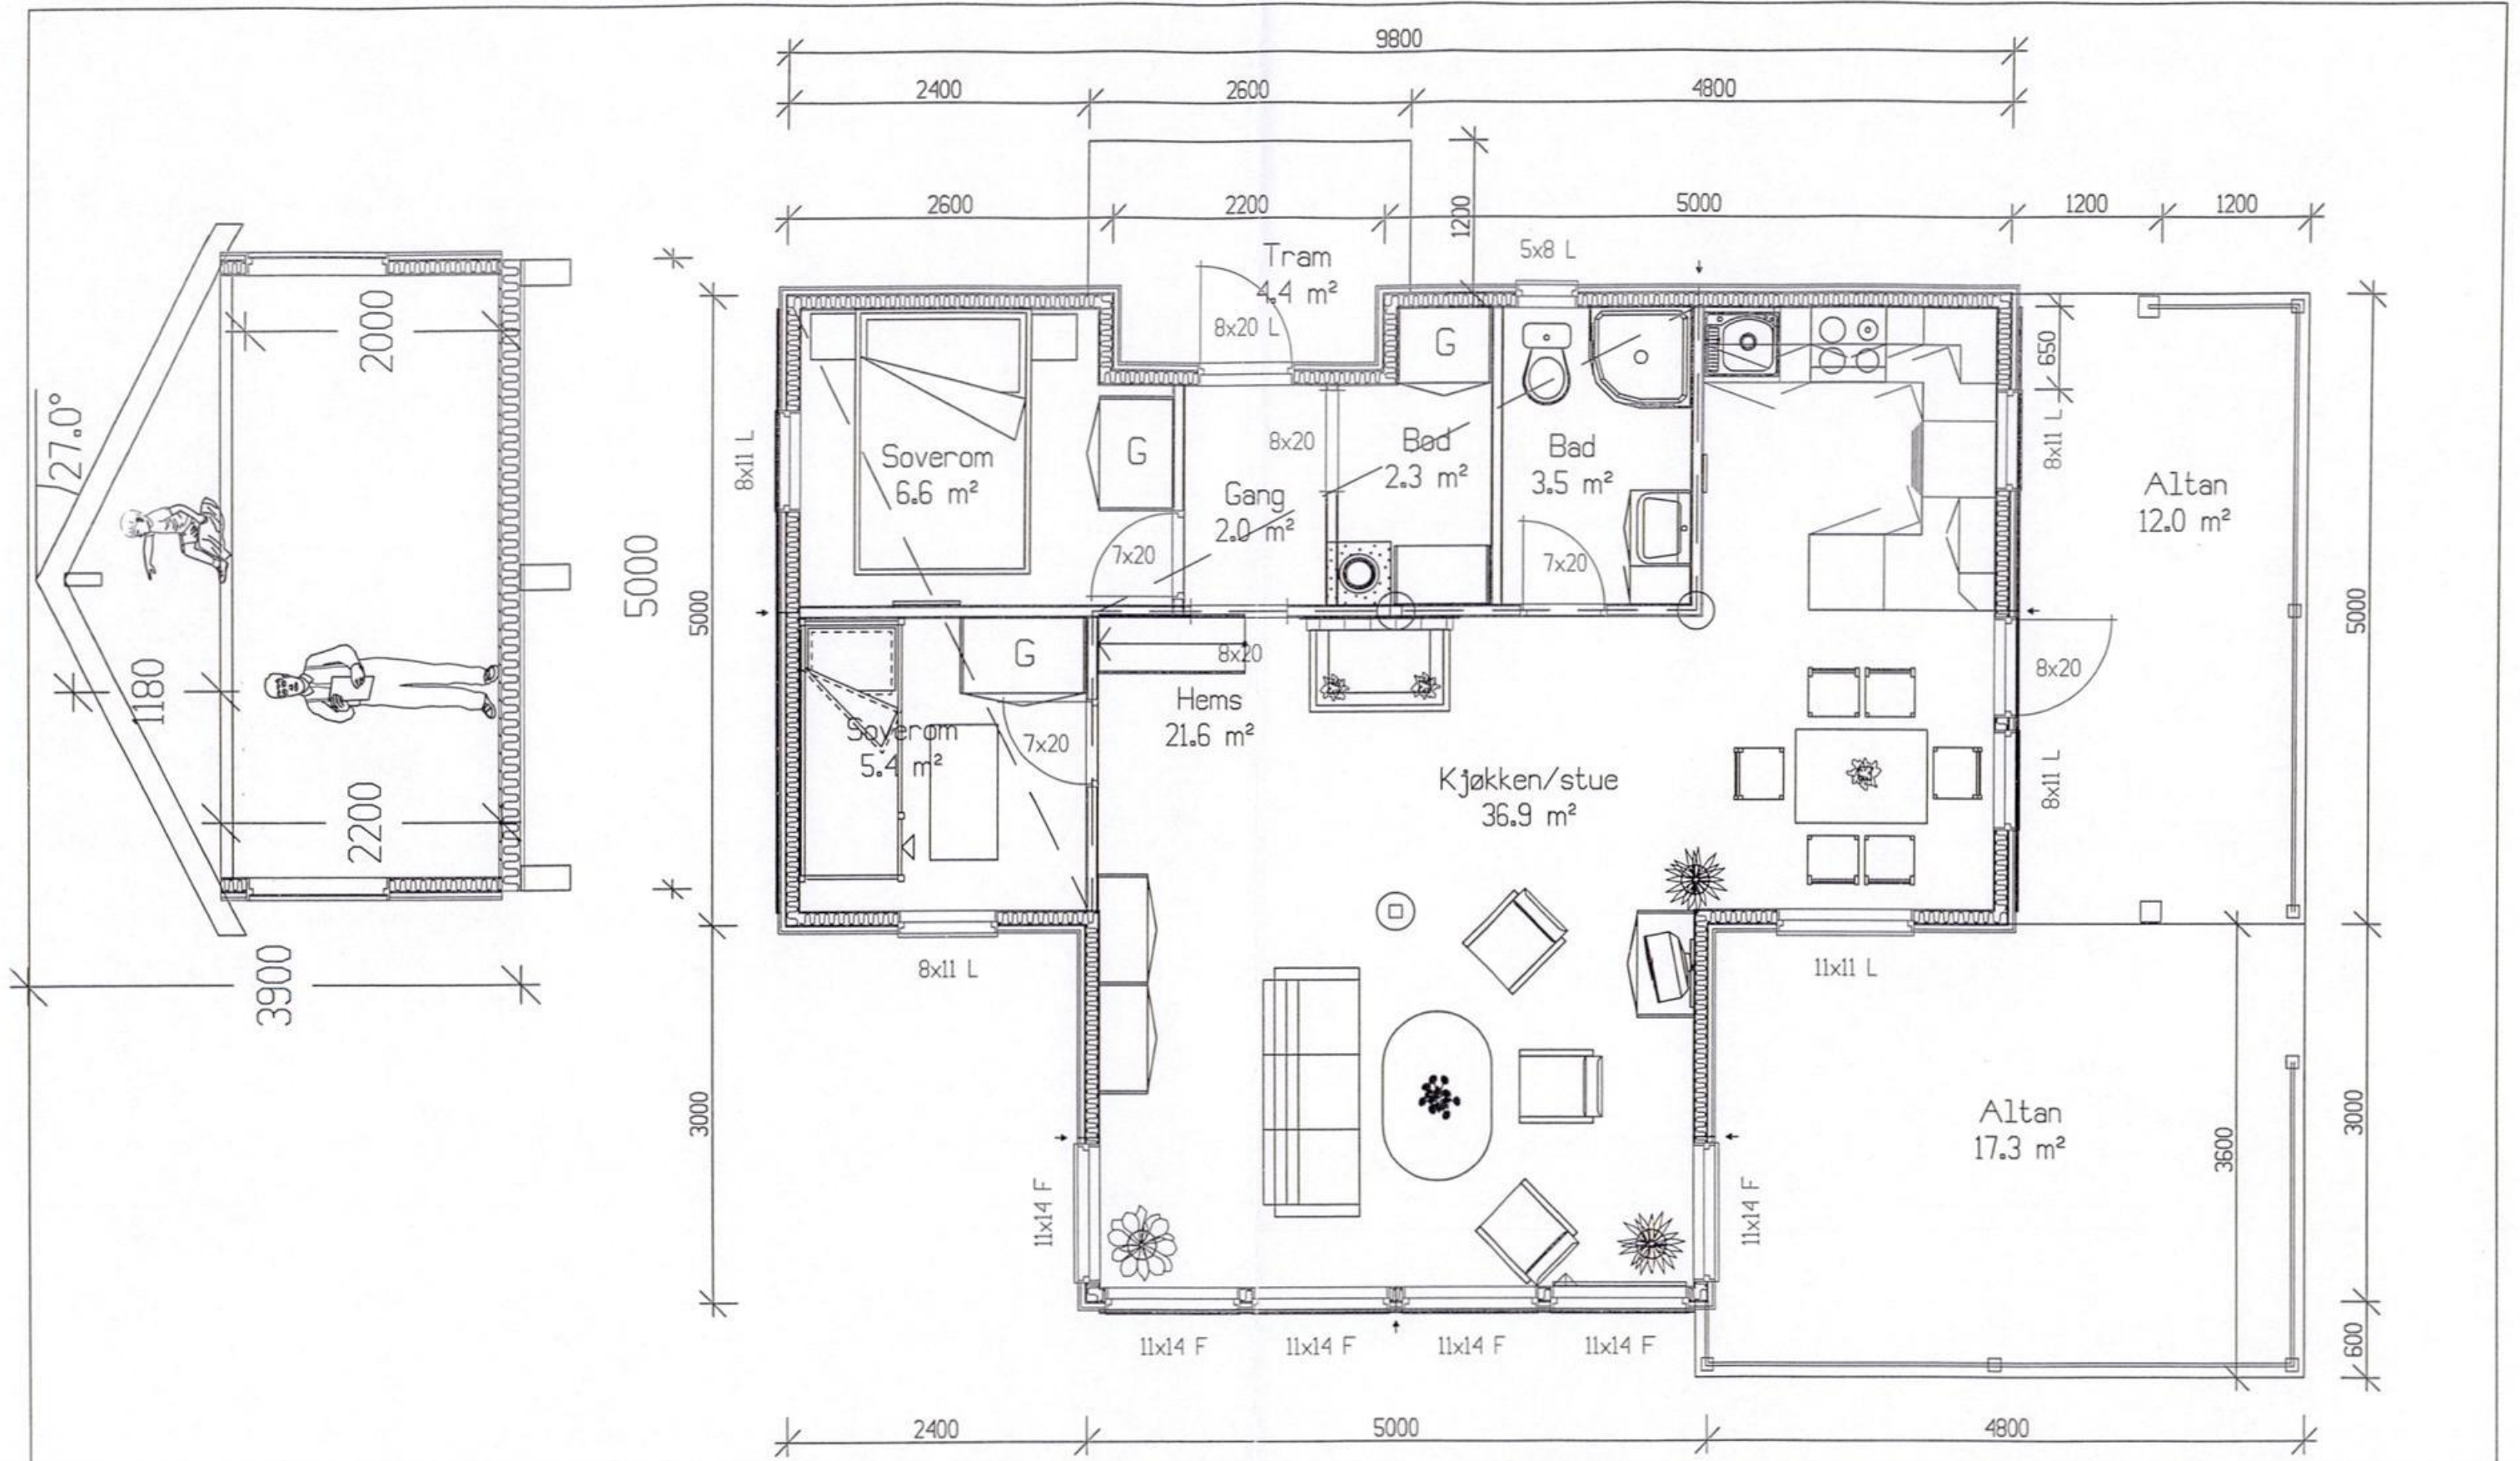 9800
2400
2600
4800
2600
2200
1200
5000
1200
1200
Tram
4.4 m²
8x20 L
5x8 L
2000
27.0°
1180
2200
3900
5000
5000
3000
8x11 L
Soverom
6.6 m²
G
7x20
Gang
2.0 m²
8x20
G
Bod
2.3 m²
Bad
3.5 m²
7x20
650
8x11 L
Altan
12.0 m²
5000
G
Soverom
5.4 m²
7x20
8x20
Hems
21.6 m²
Kjøkken/stue
36.9 m²
8x20
8x11 L
8x11 L
11x11 L
11x14 F
11x14 F
Altan
17.3 m²
3600
3000
600
11x14 F
11x14 F
11x14 F
11x14 F
2400
5000
4800